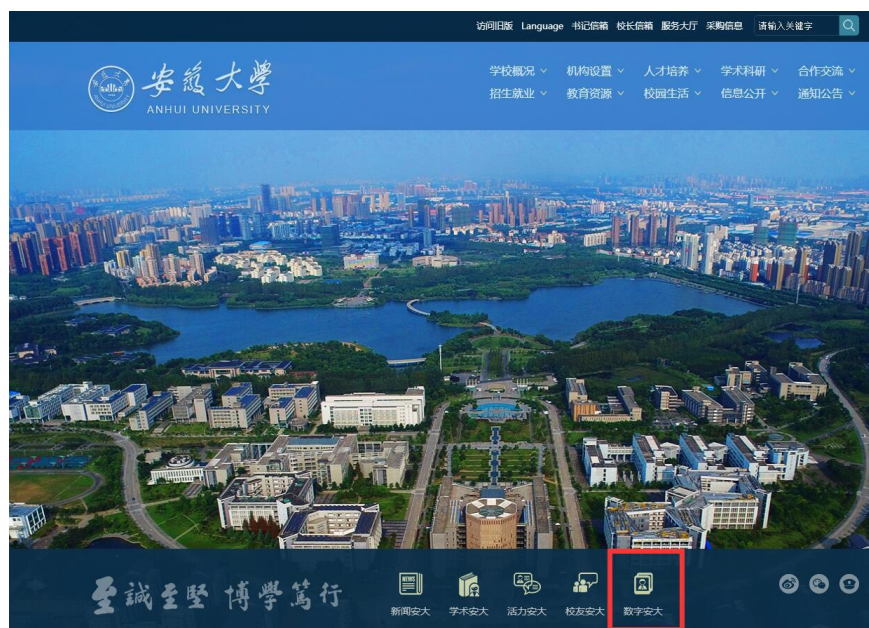 访问旧版 Language 书记信箱 校长信箱 服务大厅 采购信息 请输入关键字
安徽大學
ANHUI UNIVERSITY
学校概况 机构设置 人才培养 学术科研 合作交流
招生就业 教育资源 校园生活 信息公开 通知公告
至誠至堅 博學篤行
NEWS
新闻安大 学术安大 活力安大 校友安大 数字安大